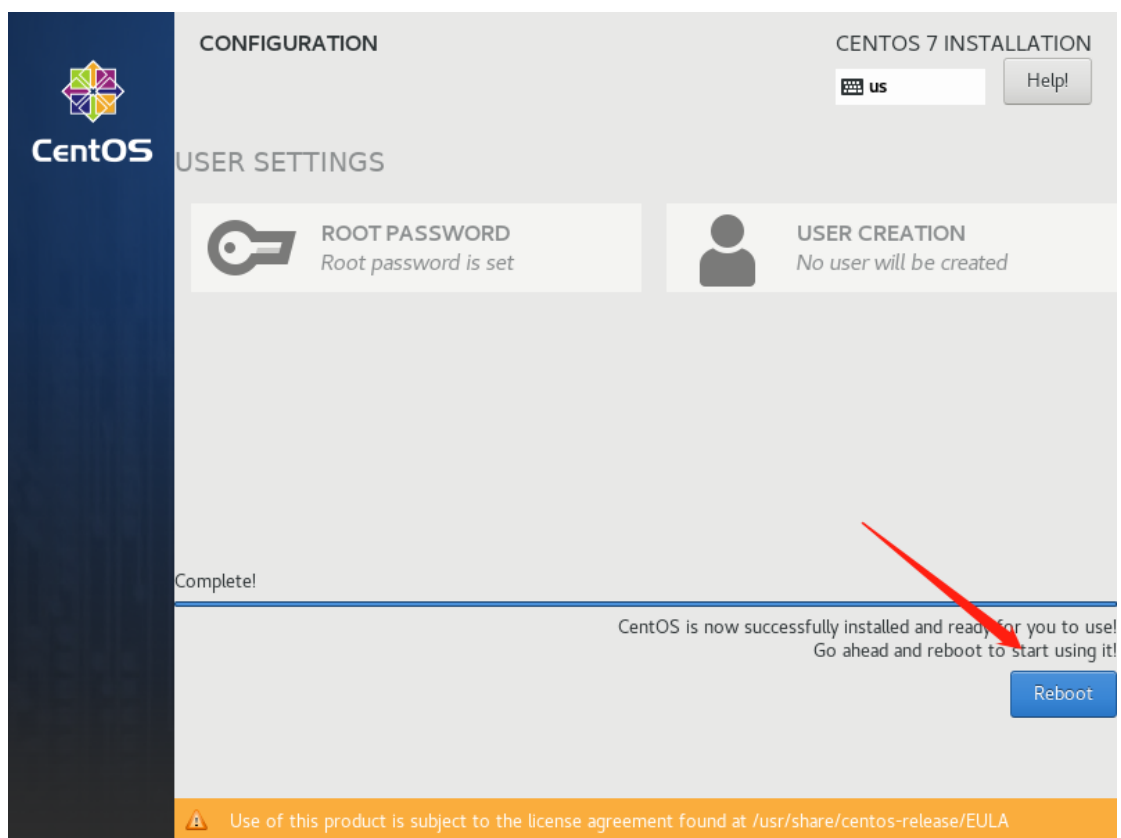 CONFIGURATION
CENTOS 7 INSTALLATION
us
Help!
CentOS
USER SETTINGS
ROOT PASSWORD
Root password is set
USER CREATION
No user will be created
Complete!
CentOS is now successfully installed and ready for you to use!
Go ahead and reboot to start using it!
Reboot
Use of this product is subject to the license agreement found at /usr/share/centos-release/EULA